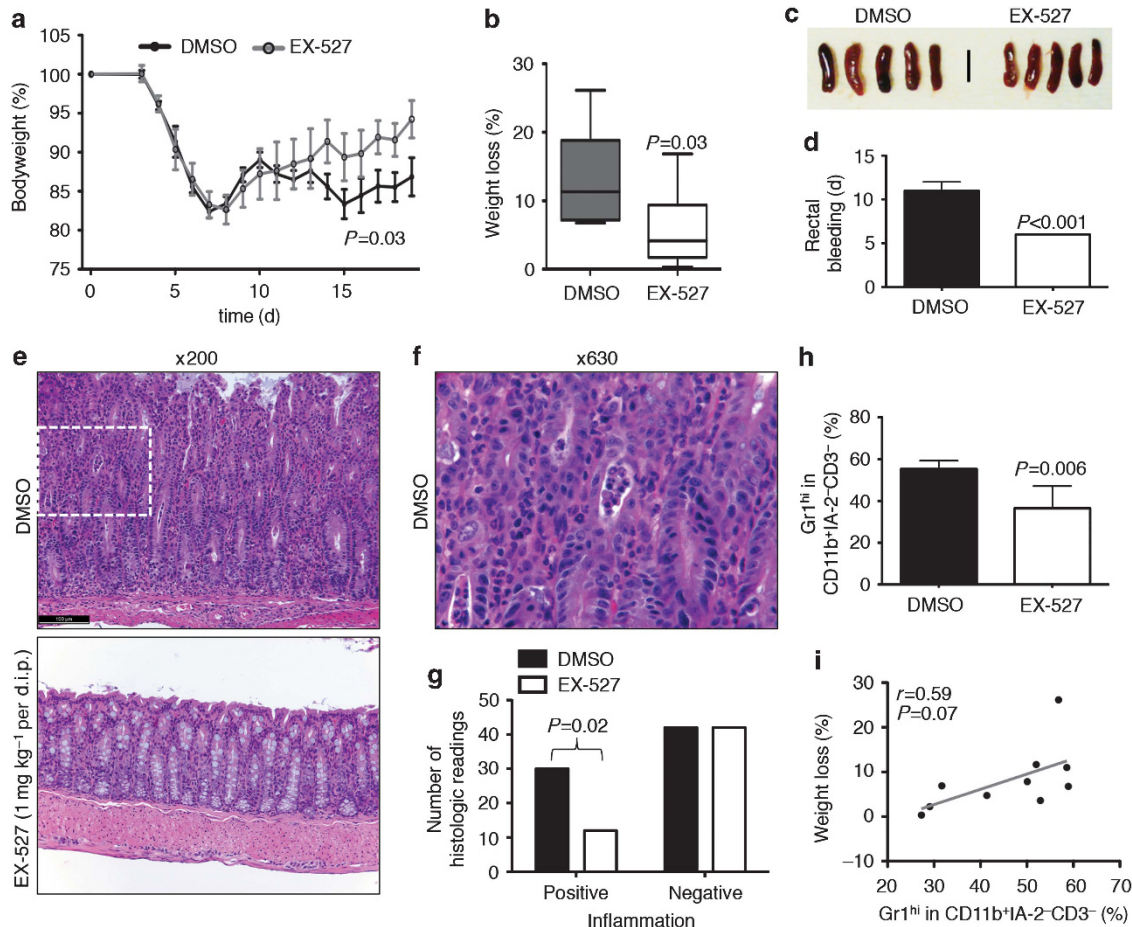 a
DMSO
EX-527
Bodyweight (%)
105
100
95
90
85
80
75
0
5
10
15
time (d)
P=0.03
b
Weight loss (%)
30
20
10
0
P=0.03
DMSO
EX-527
c
DMSO
EX-527
d
Rectal
bleeding (d)
15
10
5
0
P<0.001
DMSO
EX-527
e
x200
DMSO
100 µm
EX-527 (1 mg kg⁻¹ per d.i.p.)
f
x630
DMSO
g
DMSO
EX-527
Number of
histologic readings
50
40
30
20
10
0
P=0.02
Positive
Negative
Inflammation
h
Gr1ʰⁱ in
CD11b⁺IA-2⁻CD3⁻ (%)
80
60
40
20
0
P=0.006
DMSO
EX-527
i
r=0.59
P=0.07
Weight loss (%)
30
20
10
0
−10
20
30
40
50
60
70
Gr1ʰⁱ in CD11b⁺IA-2⁻CD3⁻ (%)